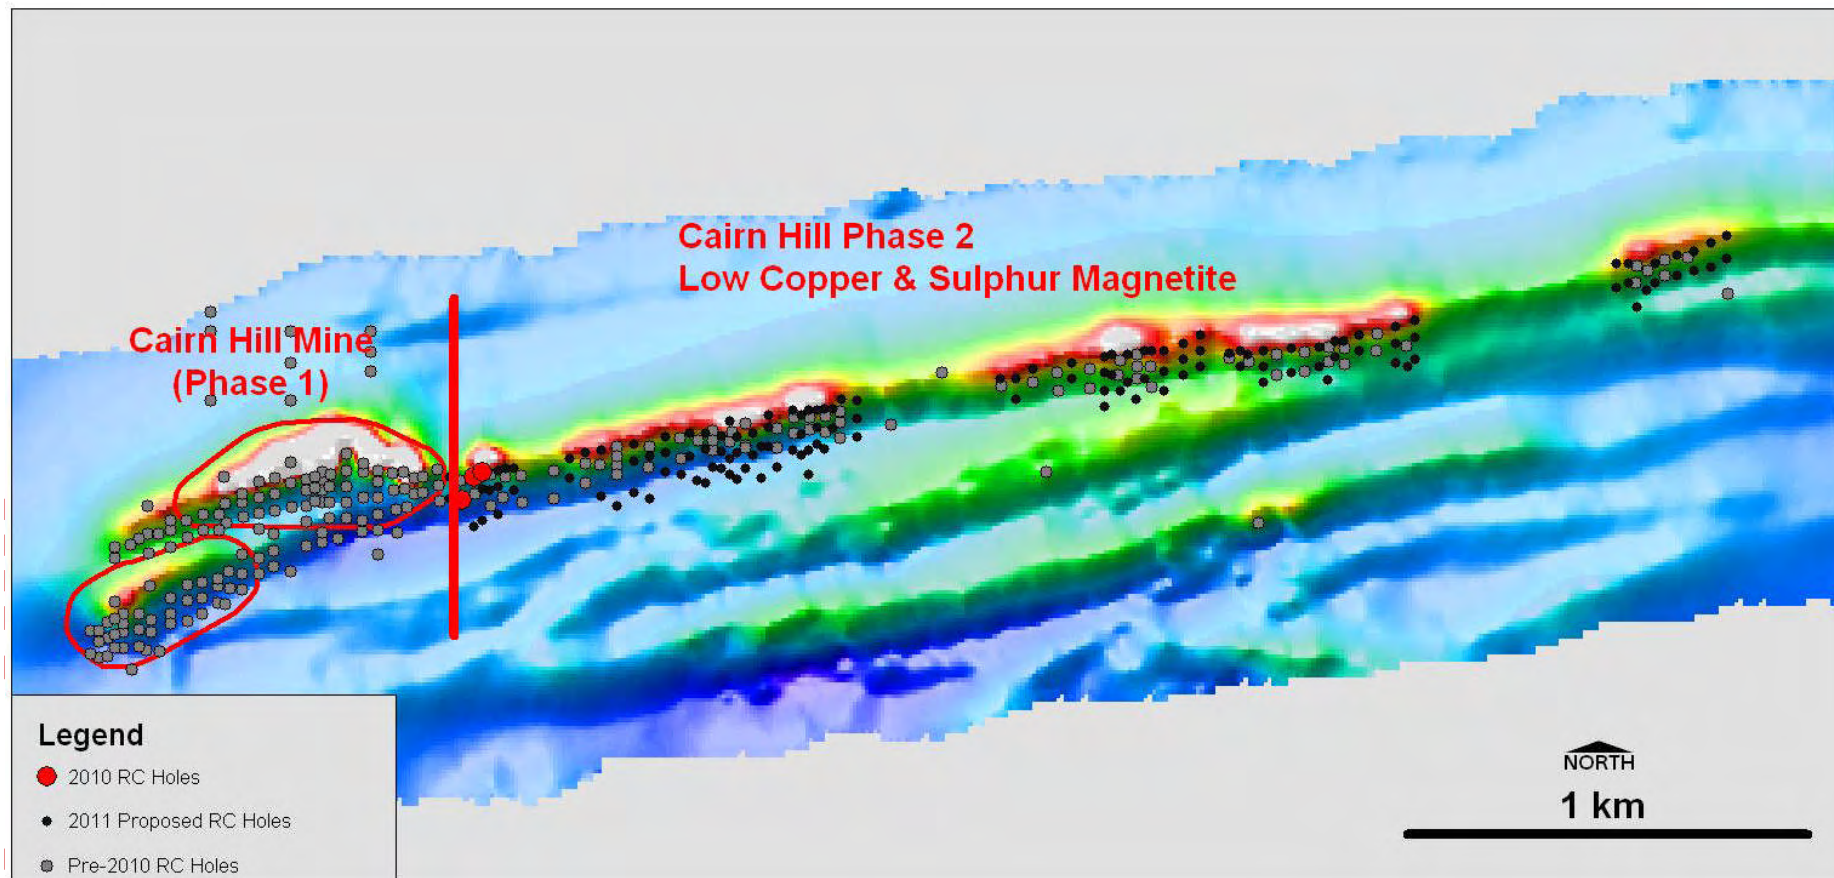 Cairn Hill Phase 2
Low Copper & Sulphur Magnetite
Cairn Hill Mine
(Phase 1)
Legend
2010 RC Holes
2011 Proposed RC Holes
Pre-2010 RC Holes
NORTH
1 km